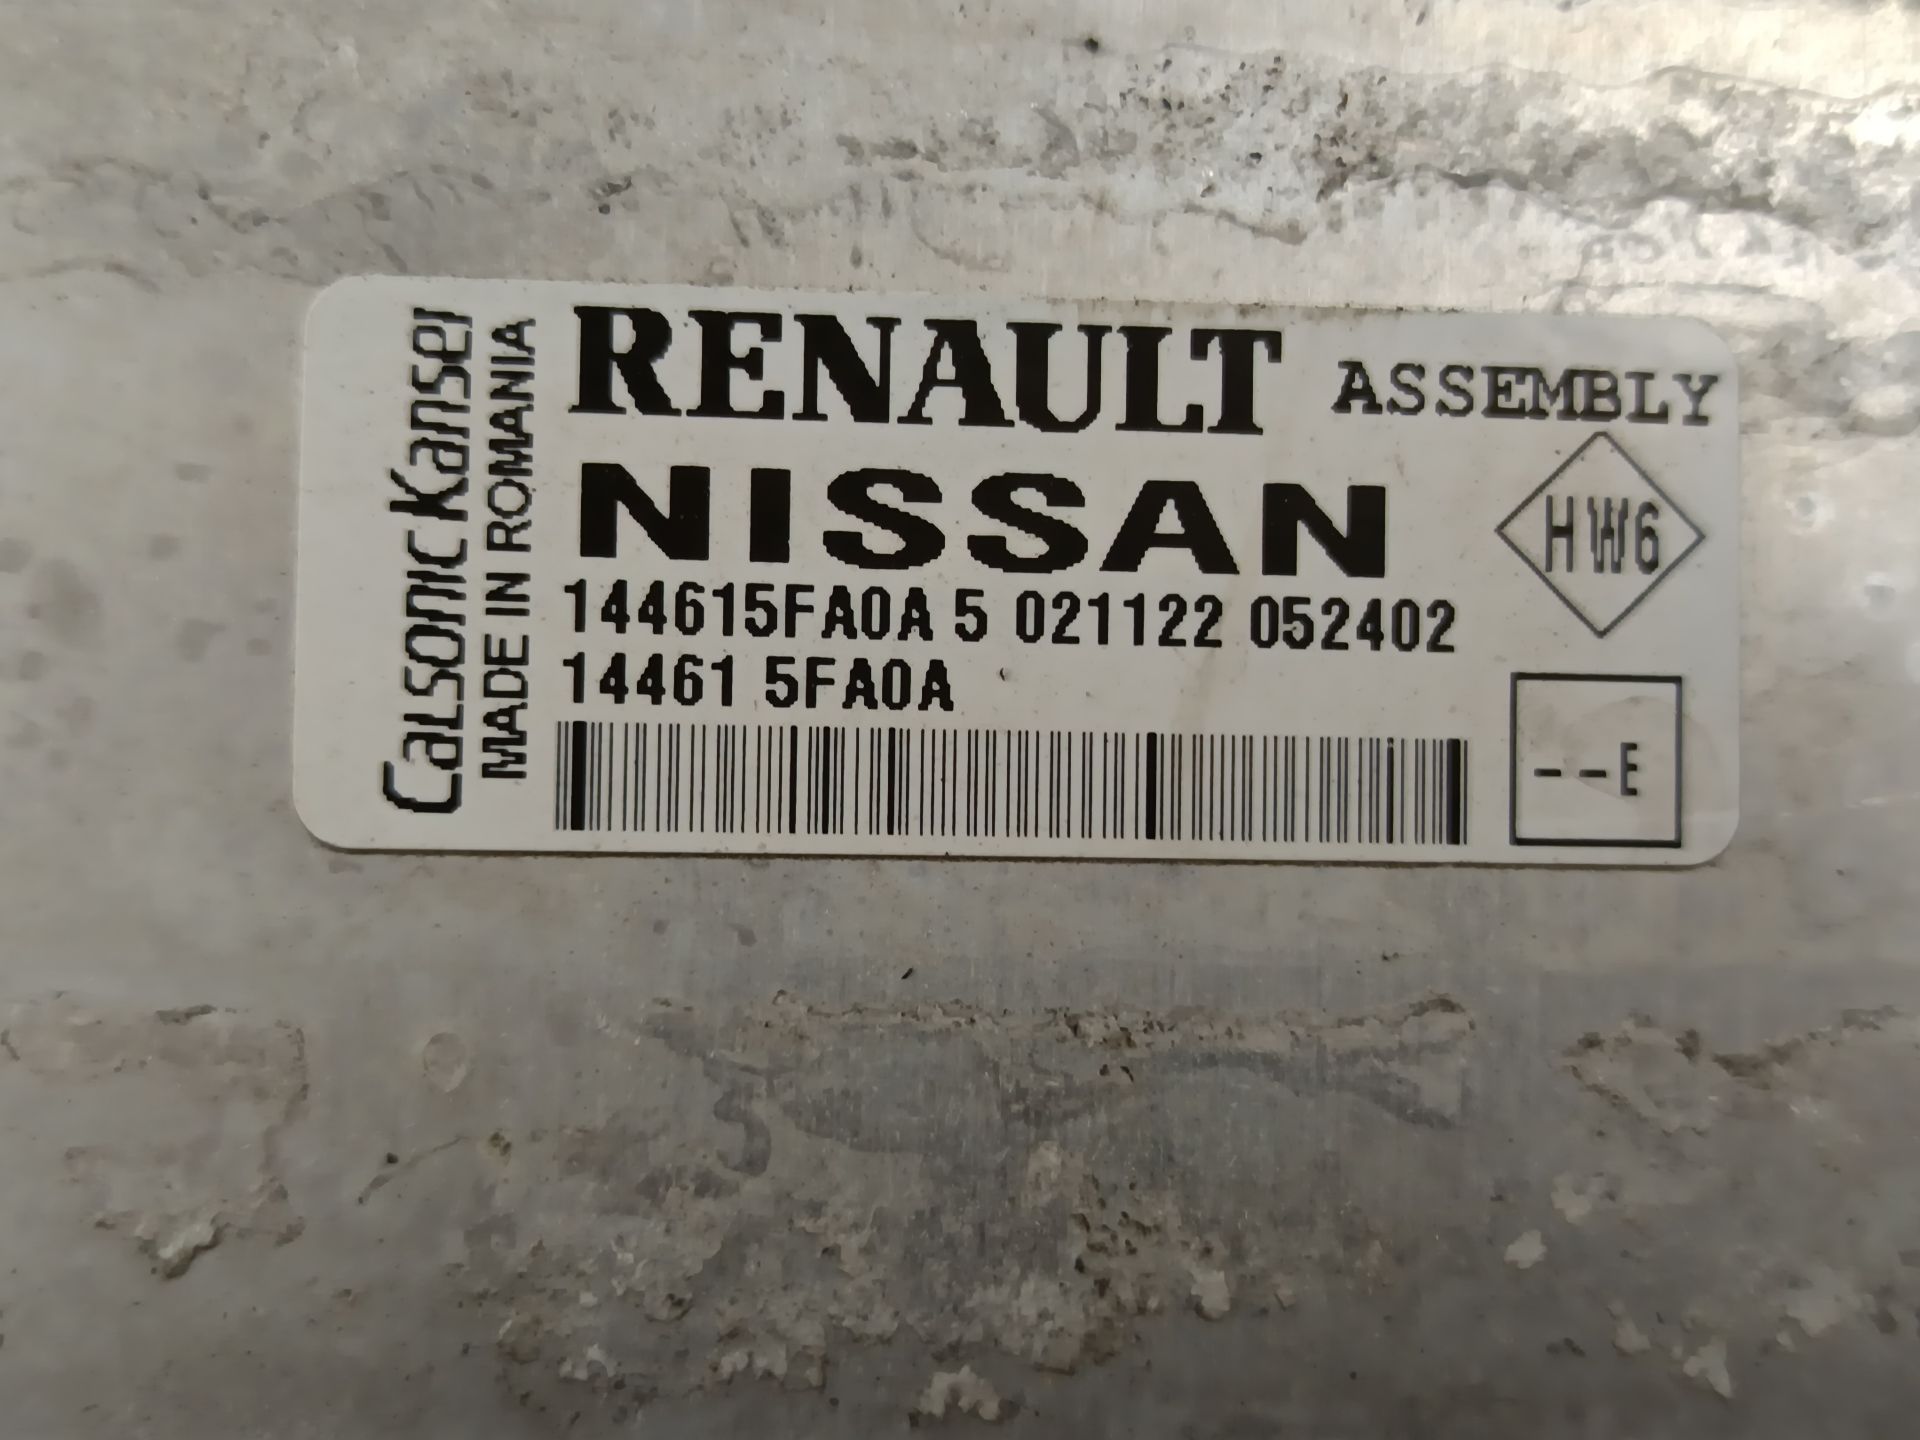 Calsonic Kansei
MADE IN ROMANIA
RENAULT ASSEMBLY
NISSAN
HW6
144615FA0A 5 021122 052402
14461 5FA0A
--E